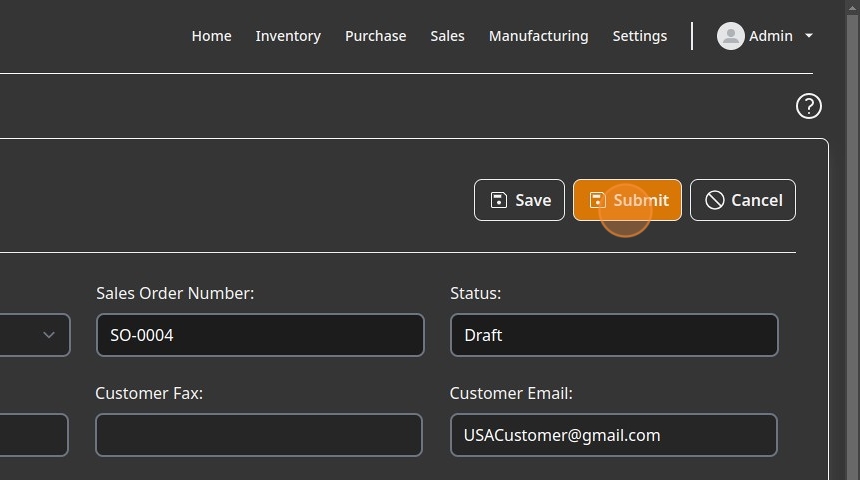 Home Inventory Purchase Sales Manufacturing Settings Admin
?
Save Submit Cancel
Sales Order Number: Status:
SO-0004 Draft
Customer Fax: Customer Email:
USACustomer@gmail.com